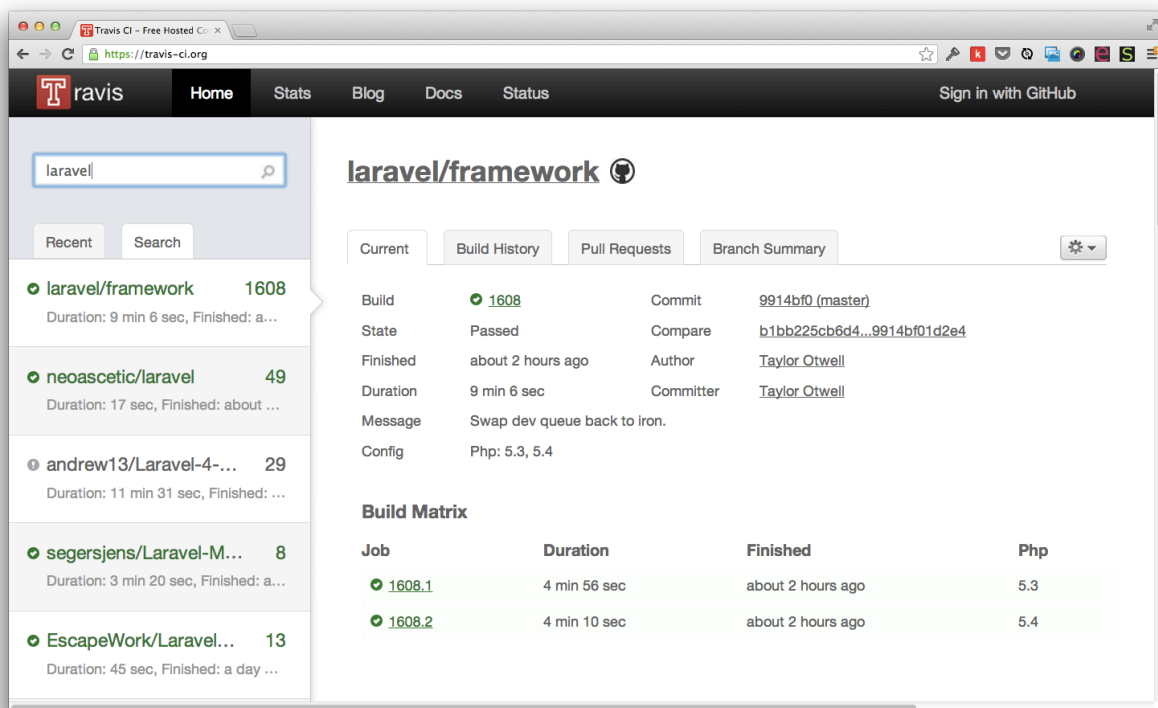 Travis CI – Free Hosted Co
https://travis-ci.org
Travis
Home Stats Blog Docs Status Sign in with GitHub
laravel
Recent Search
laravel/framework 1608
Duration: 9 min 6 sec, Finished: a...
neoascetic/laravel 49
Duration: 17 sec, Finished: about ...
andrew13/Laravel-4-... 29
Duration: 11 min 31 sec, Finished: ...
segersjens/Laravel-M... 8
Duration: 3 min 20 sec, Finished: a...
EscapeWork/Laravel... 13
Duration: 45 sec, Finished: a day ...
laravel/framework
Current Build History Pull Requests Branch Summary
Build 1608 Commit 9914bf0 (master)
State Passed Compare b1bb225cb6d4...9914bf01d2e4
Finished about 2 hours ago Author Taylor Otwell
Duration 9 min 6 sec Committer Taylor Otwell
Message Swap dev queue back to iron.
Config Php: 5.3, 5.4
Build Matrix
Job Duration Finished Php
1608.1 4 min 56 sec about 2 hours ago 5.3
1608.2 4 min 10 sec about 2 hours ago 5.4